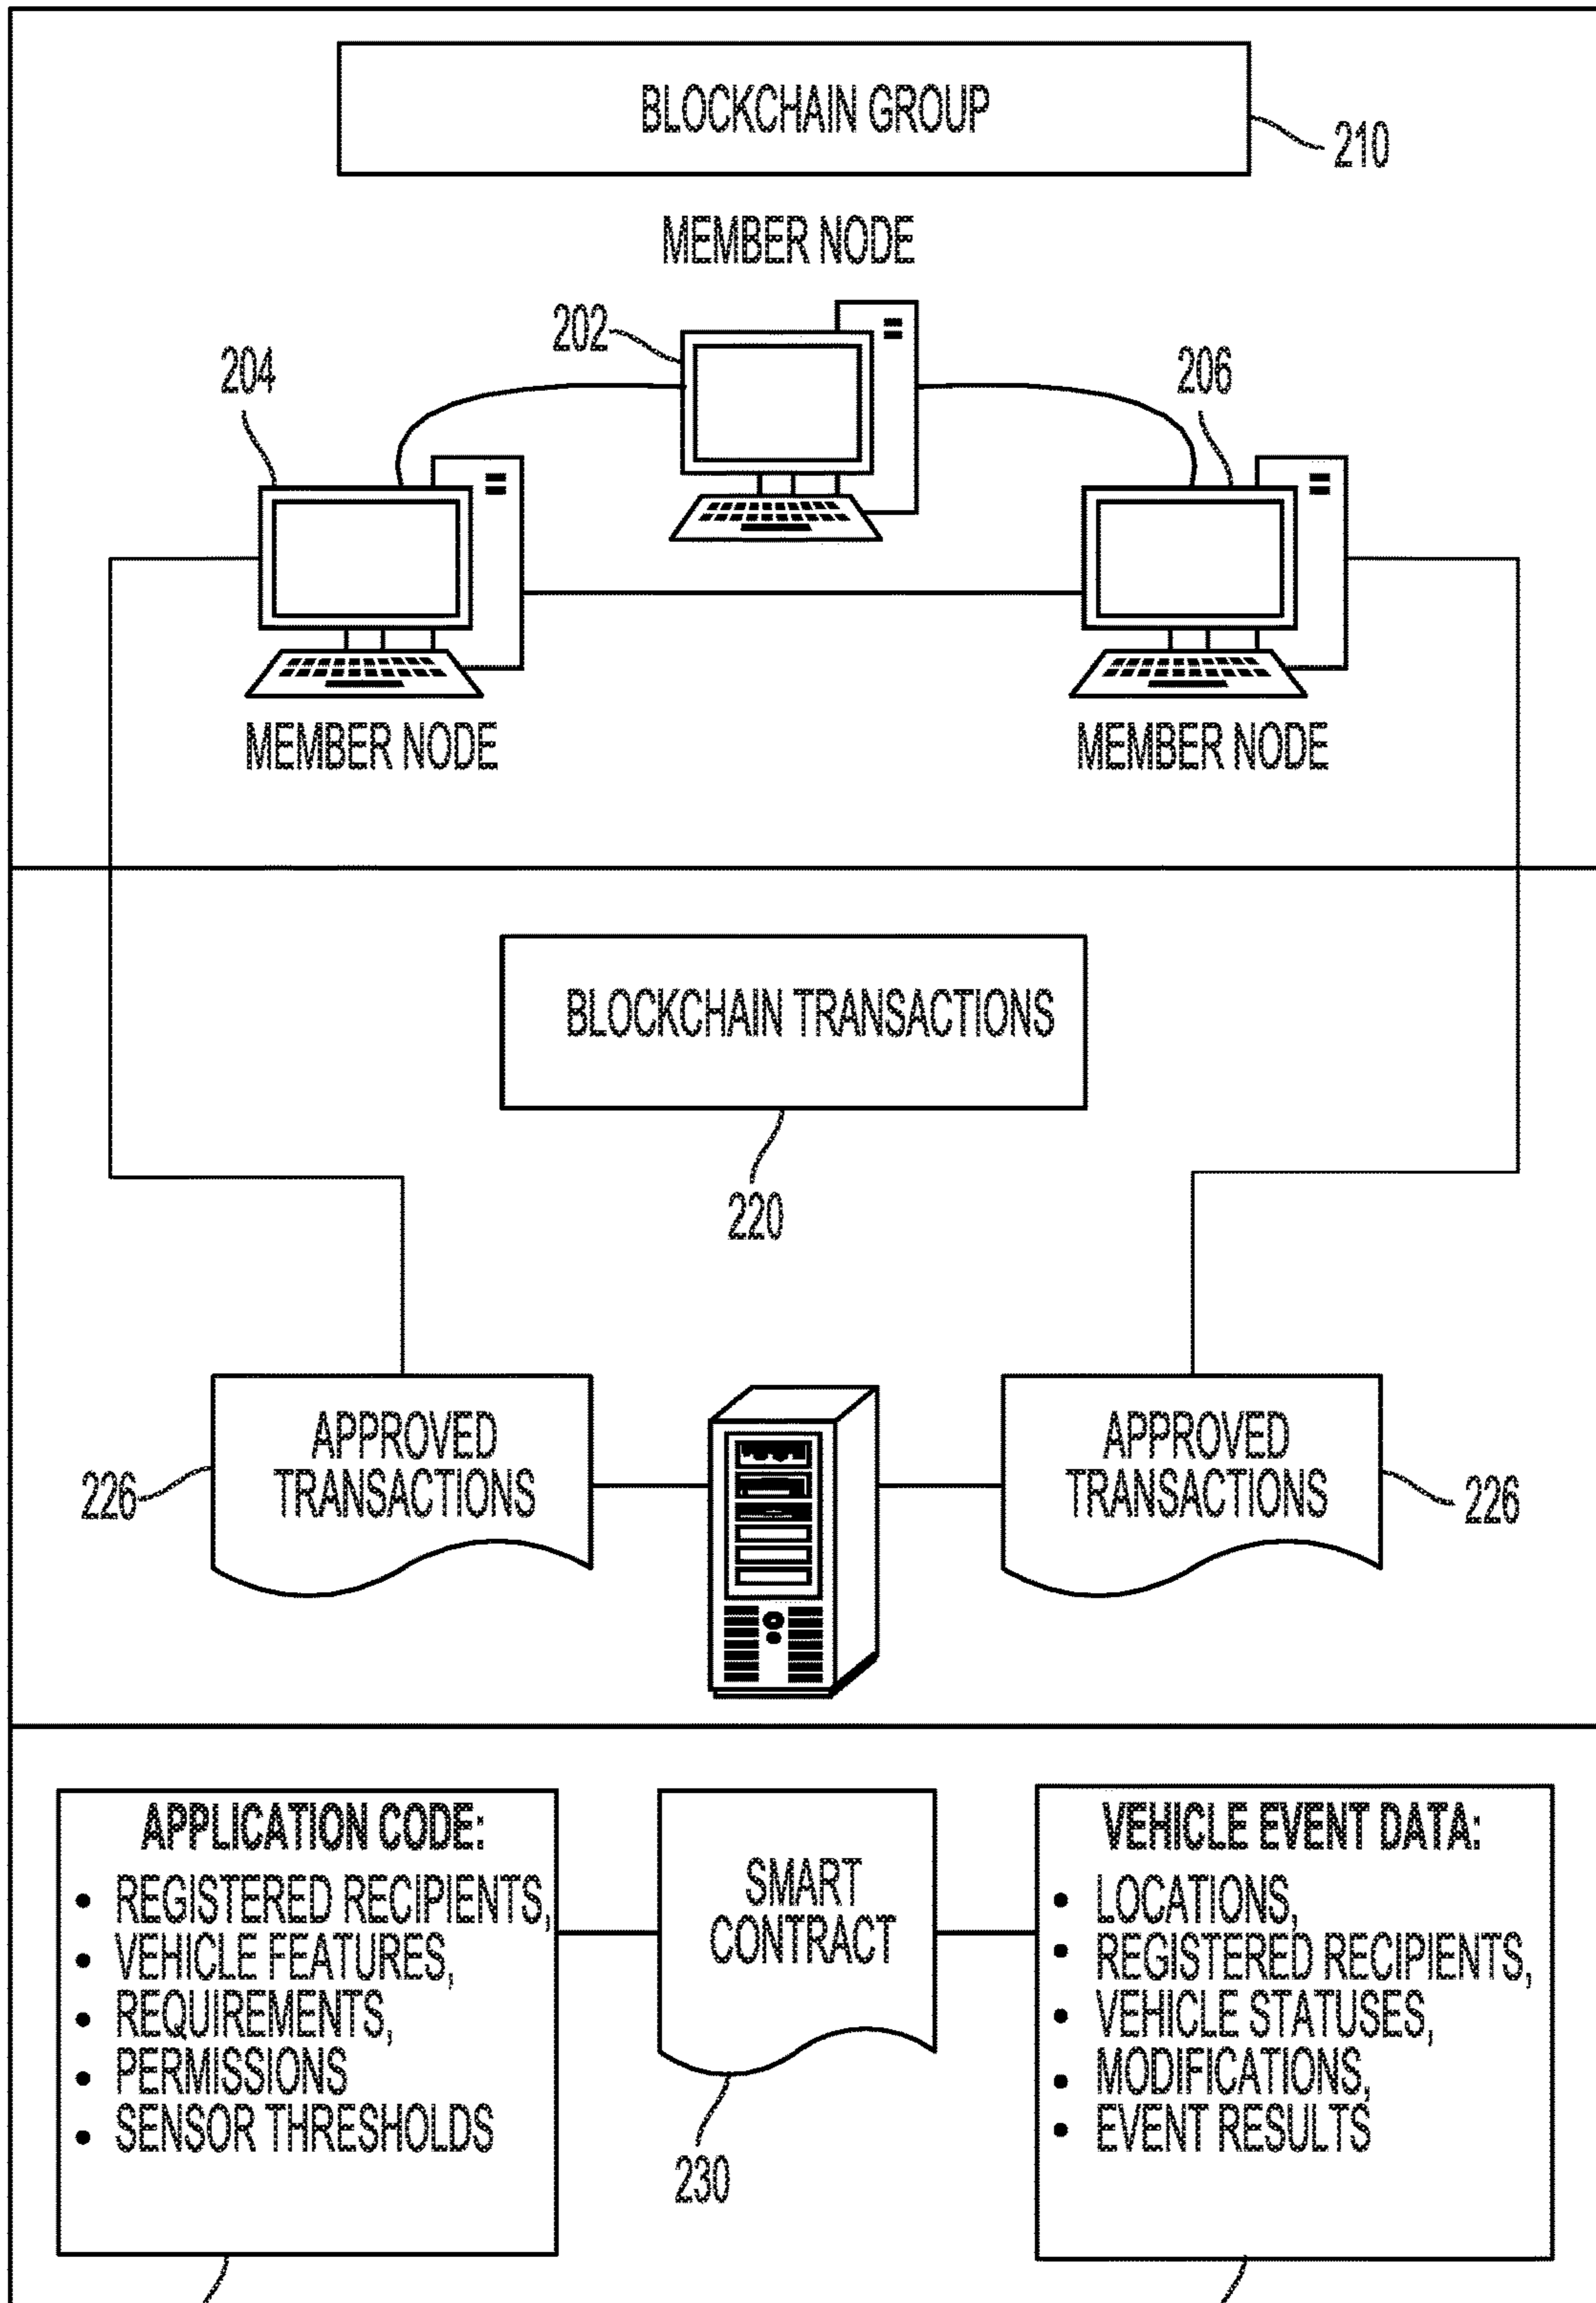 BLOCKCHAIN GROUP
210
MEMBER NODE
202
204
206
MEMBER NODE
MEMBER NODE
BLOCKCHAIN TRANSACTIONS
220
APPROVED
TRANSACTIONS
226
APPROVED
TRANSACTIONS
226
APPLICATION CODE:
• REGISTERED RECIPIENTS,
• VEHICLE FEATURES,
• REQUIREMENTS,
• PERMISSIONS
• SENSOR THRESHOLDS
SMART
CONTRACT
230
VEHICLE EVENT DATA:
• LOCATIONS,
• REGISTERED RECIPIENTS,
• VEHICLE STATUSES,
• MODIFICATIONS,
• EVENT RESULTS